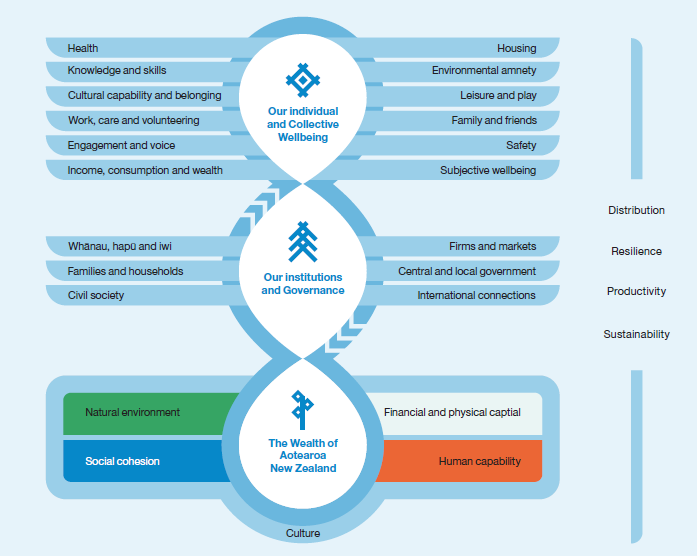 Health
Housing
Knowledge and skills
Environmental amnety
Cultural capability and belonging
Leisure and play
Our individual
and Collective
Wellbeing
Work, care and volunteering
Family and friends
Engagement and voice
Safety
Income, consumption and wealth
Subjective wellbeing
Distribution
Resilience
Productivity
Sustainability
Whānau, hapū and iwi
Firms and markets
Families and households
Central and local government
Our institutions
and Governance
Civil society
International connections
Natural environment
Financial and physical captial
The Wealth of
Aotearoa
New Zealand
Social cohesion
Human capability
Culture